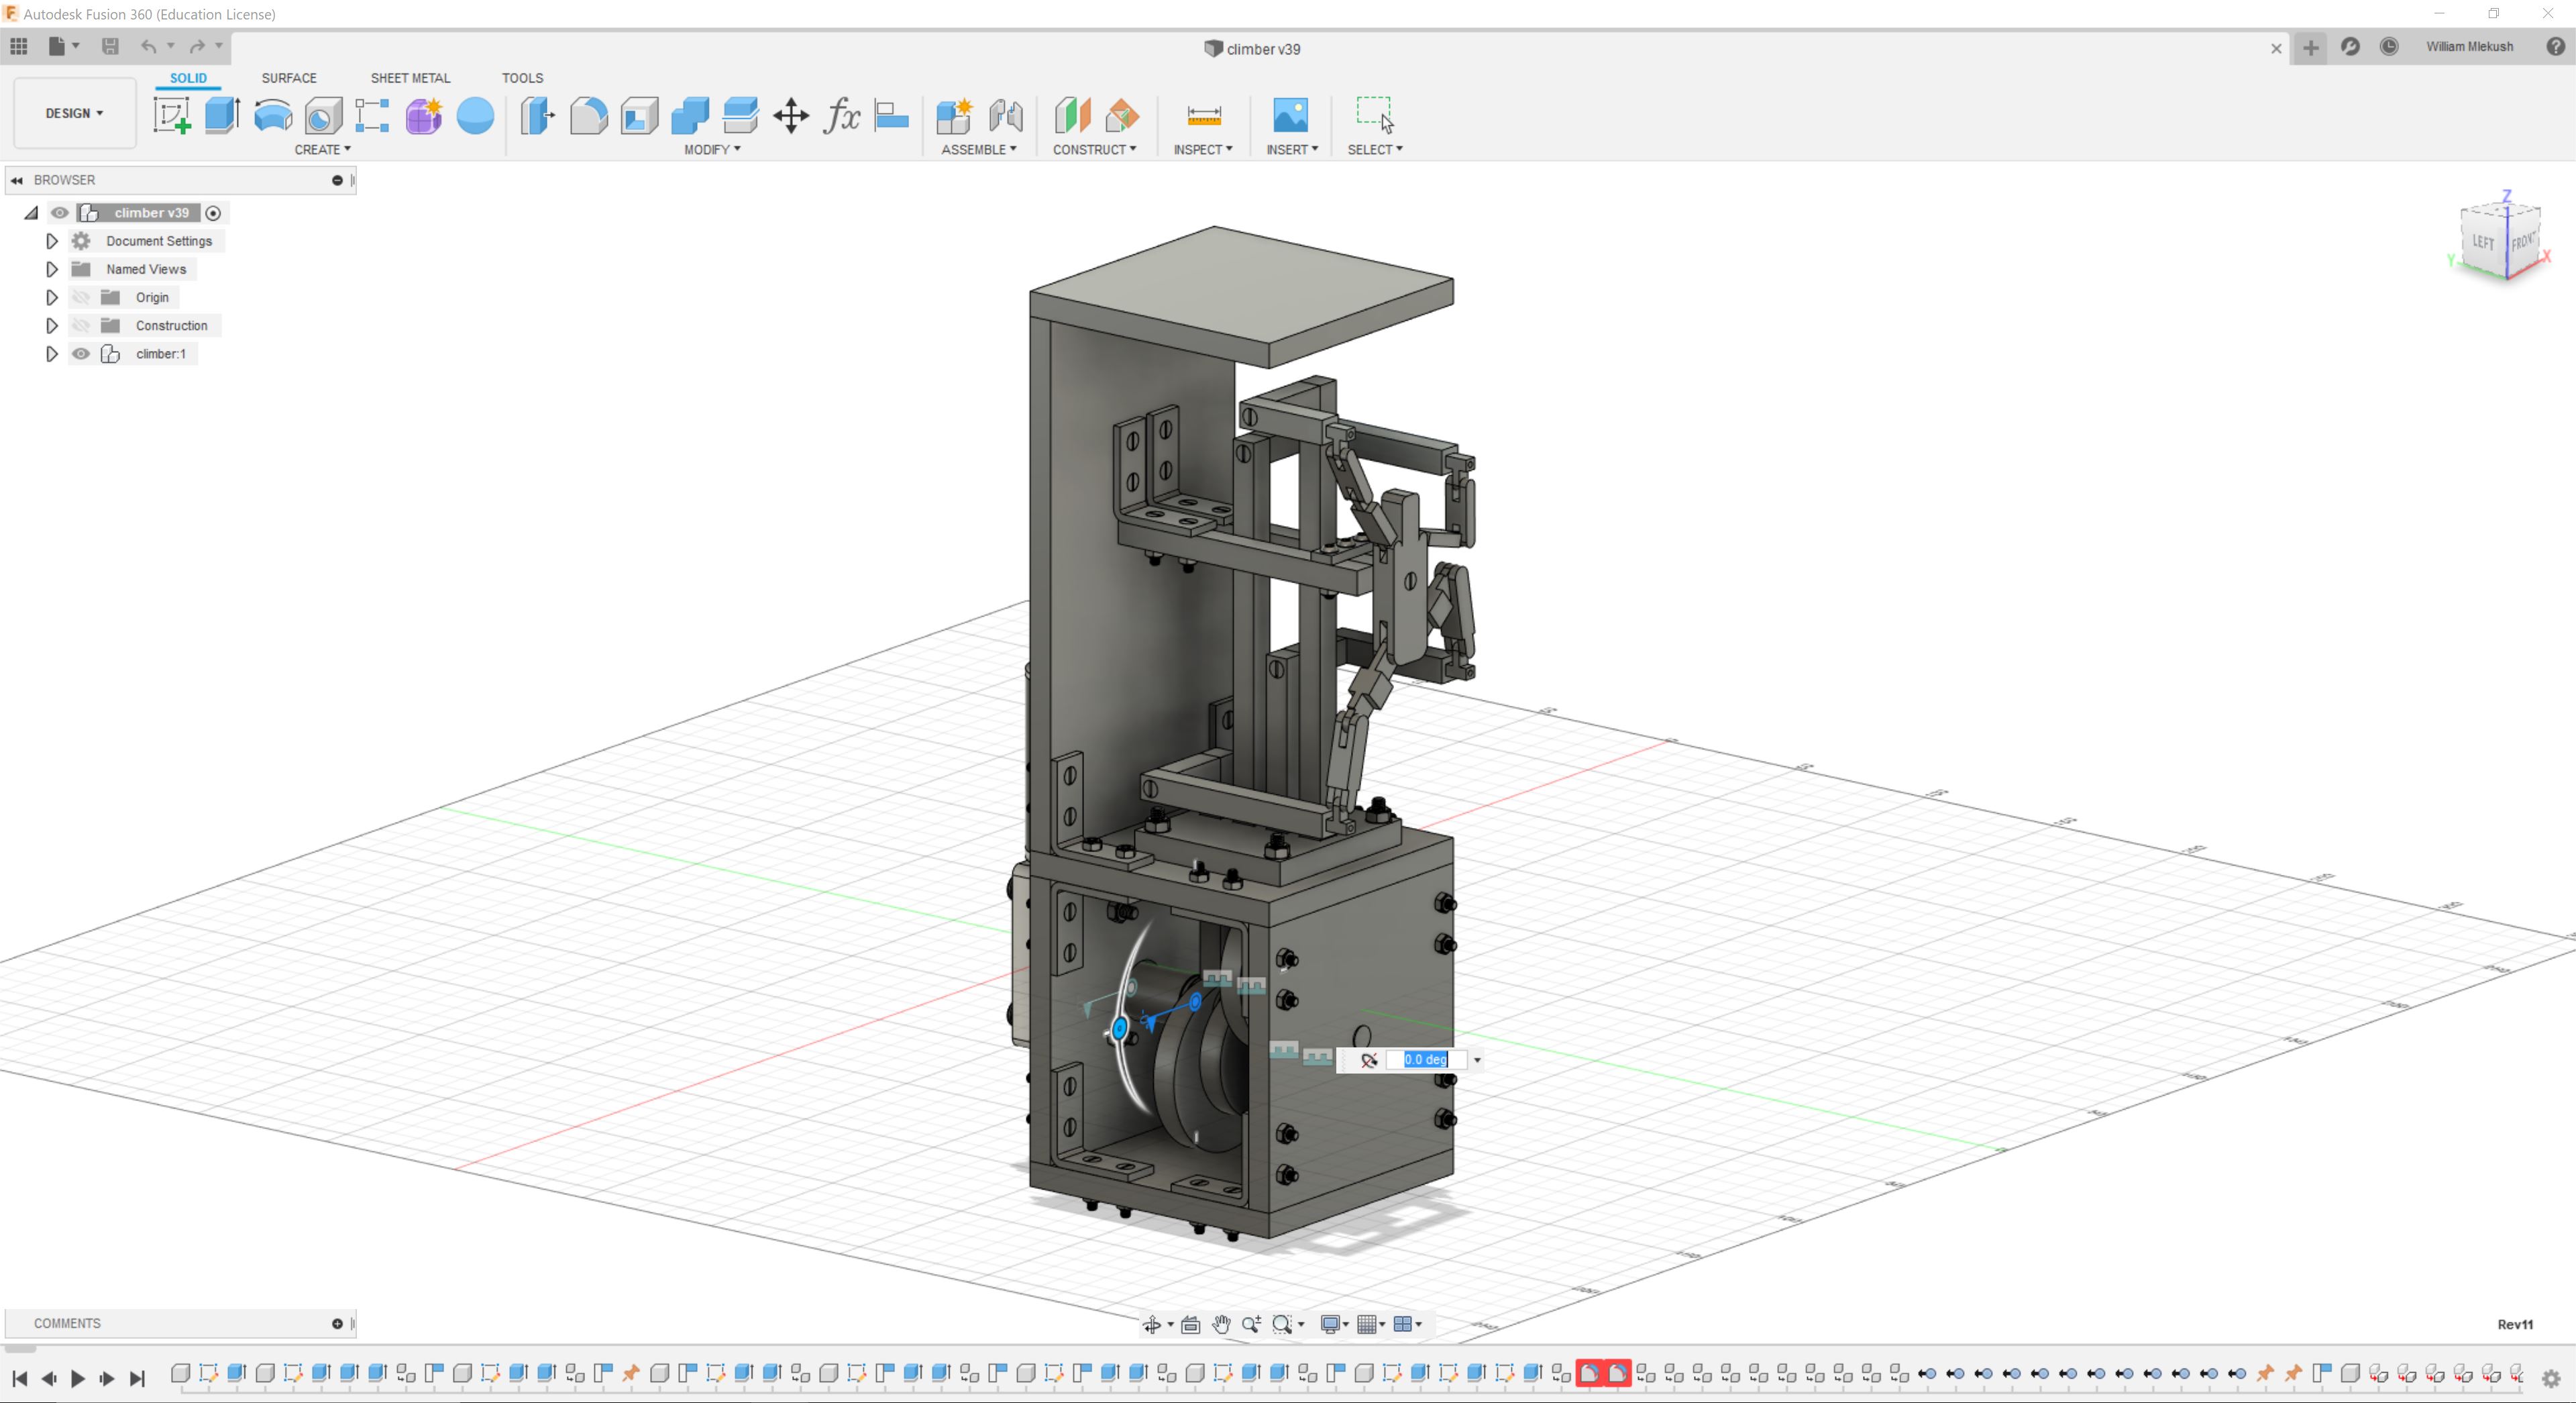 Autodesk Fusion 360 (Education License)
climber v39
William Mlekush
DESIGN
SOLID
SURFACE
SHEET METAL
TOOLS
CREATE
MODIFY
ASSEMBLE
CONSTRUCT
INSPECT
INSERT
SELECT
BROWSER
climber v39
Document Settings
Named Views
Origin
Construction
climber:1
Z
LEFT
FRONT
Y
X
0.0 deg
COMMENTS
Rev11